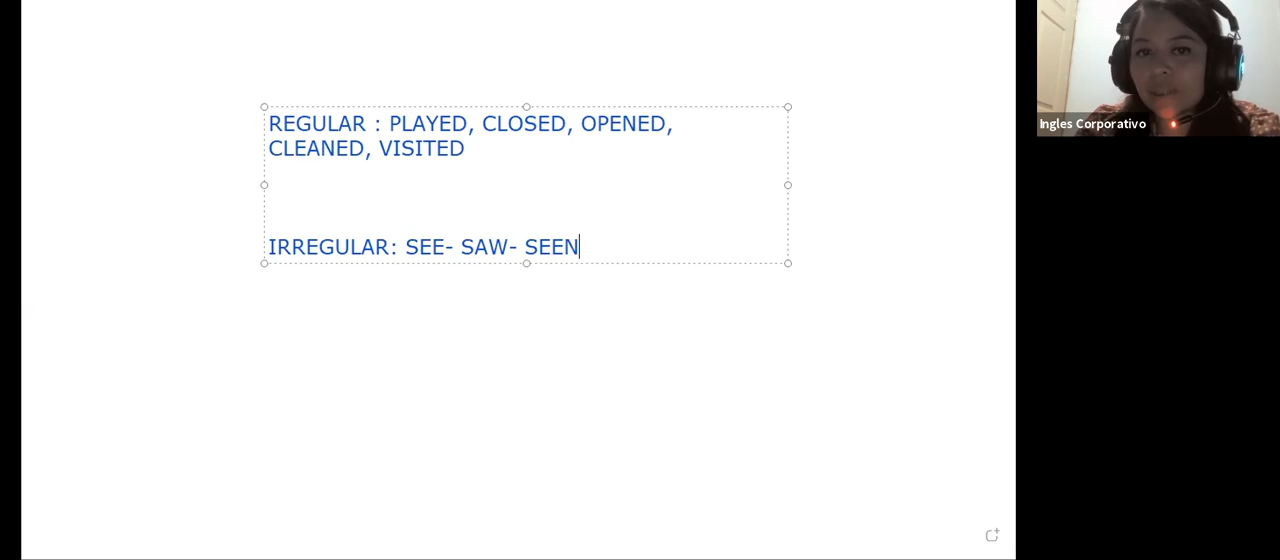 REGULAR : PLAYED, CLOSED, OPENED,
CLEANED, VISITED
IRREGULAR: SEE- SAW- SEEN
Ingles Corporativo